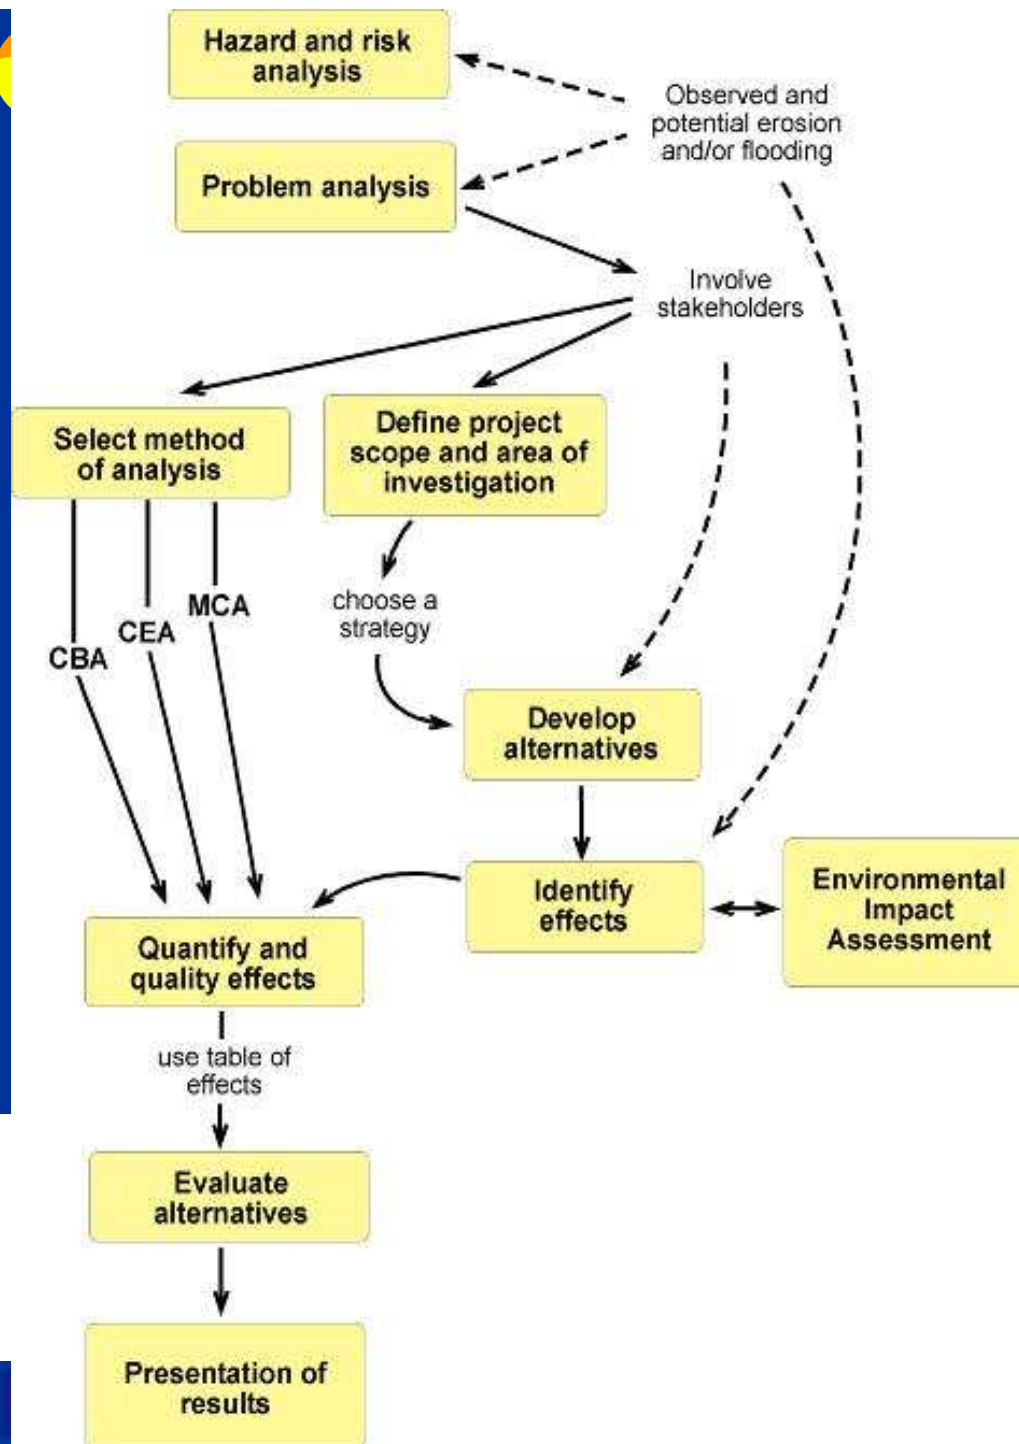 Hazard and risk
analysis
Observed and
potential erosion
and/or flooding
Problem analysis
Involve
stakeholders
Select method
of analysis
Define project
scope and area of
investigation
choose a
strategy
MCA
CEA
CBA
Develop
alternatives
Identify
effects
Environmental
Impact
Assessment
Quantify and
quality effects
use table of
effects
Evaluate
alternatives
Presentation of
results